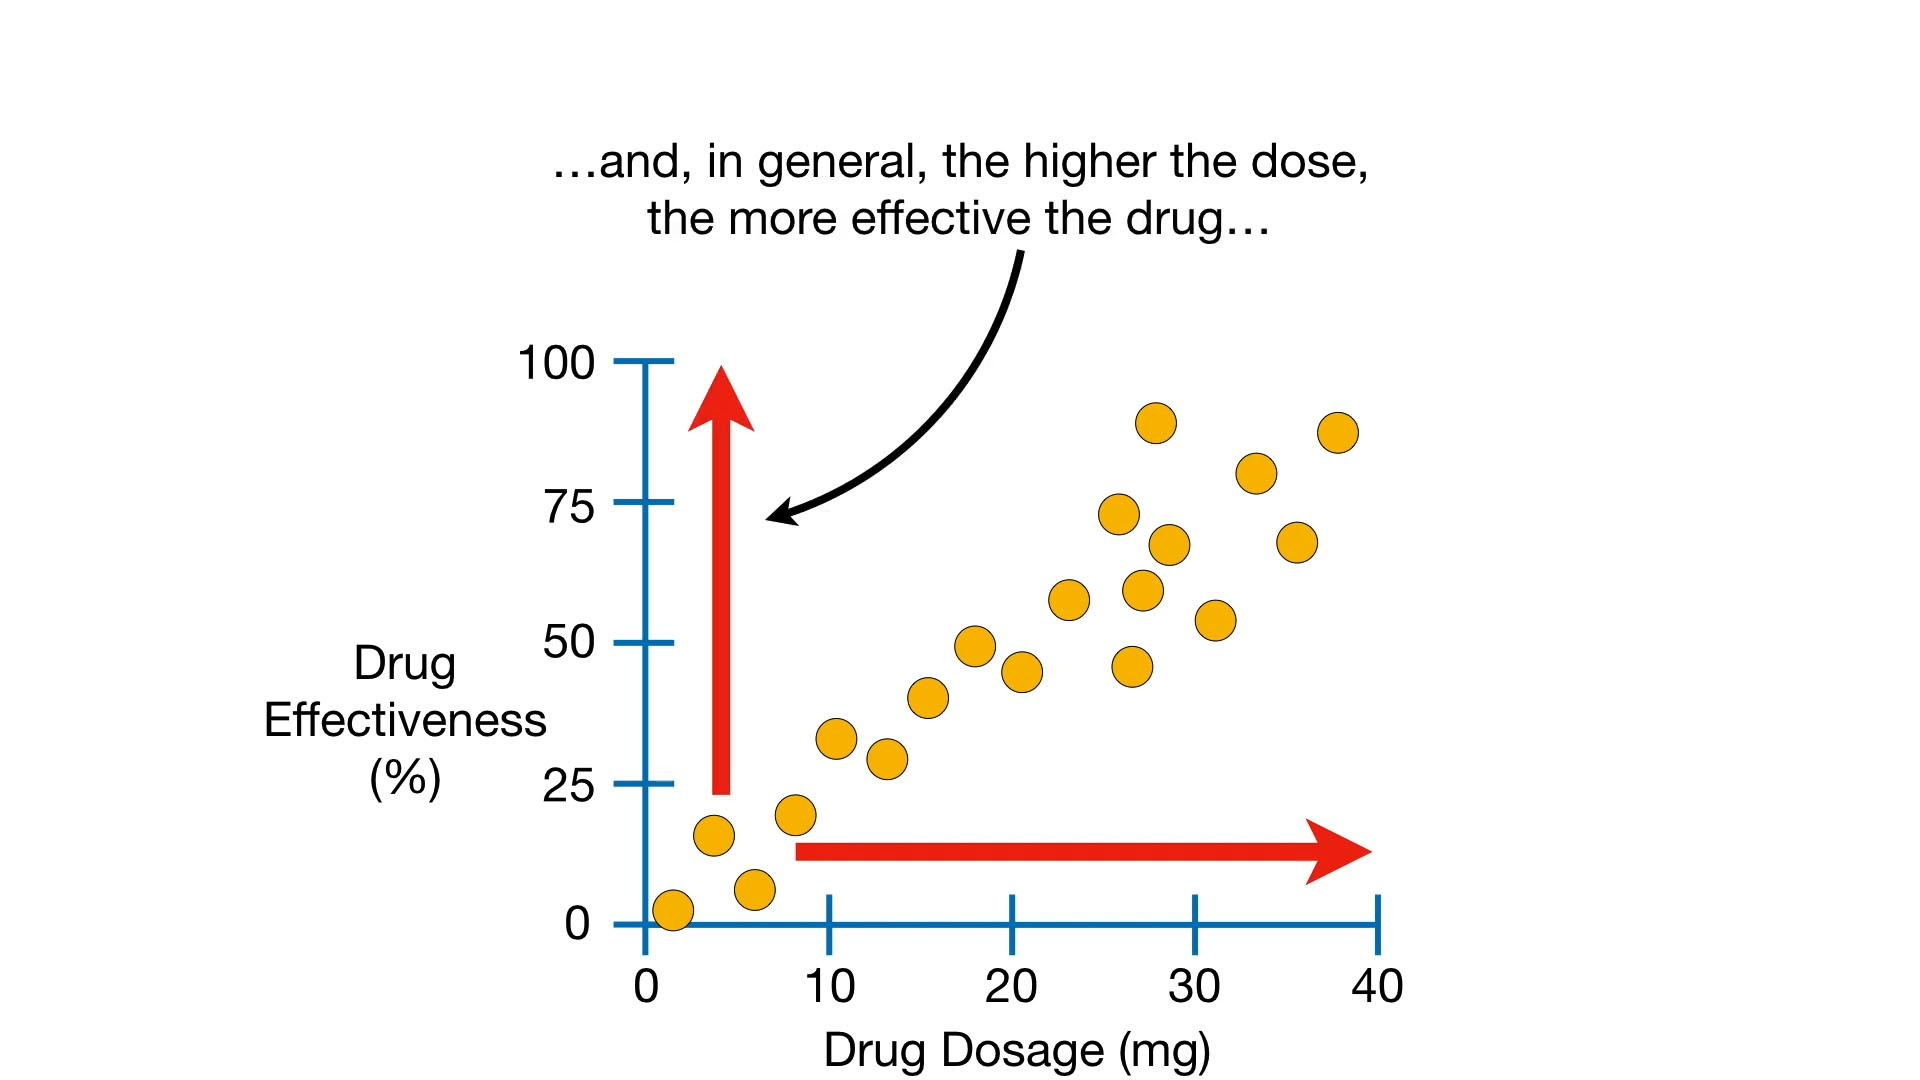 …and, in general, the higher the dose,
the more effective the drug…
100
75
50
25
0
Drug
Effectiveness
(%)
0 10 20 30 40
Drug Dosage (mg)